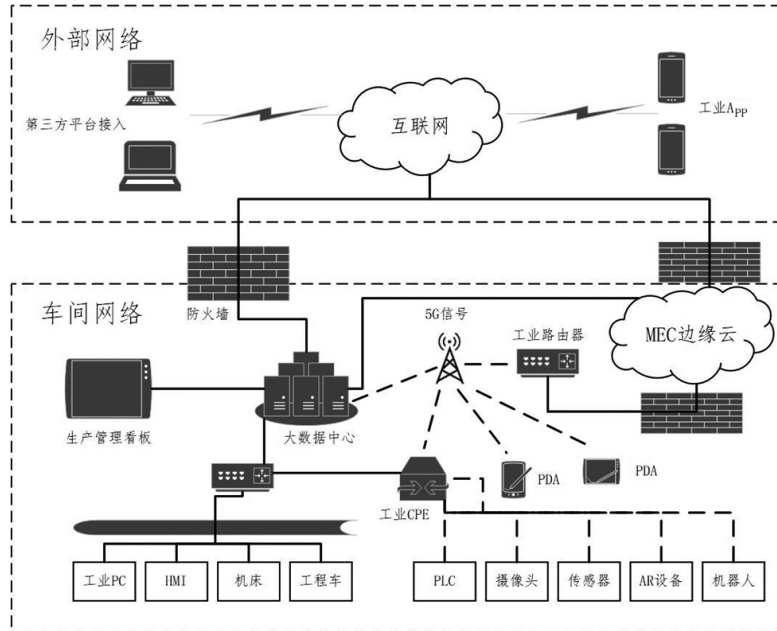 外部网络
第三方平台接入
互联网
工业APP
防火墙
车间网络
5G信号
工业路由器
MEC边缘云
生产管理看板
大数据中心
工业CPE
PDA
PDA
工业PC
HMI
机床
工程车
PLC
摄像头
传感器
AR设备
机器人